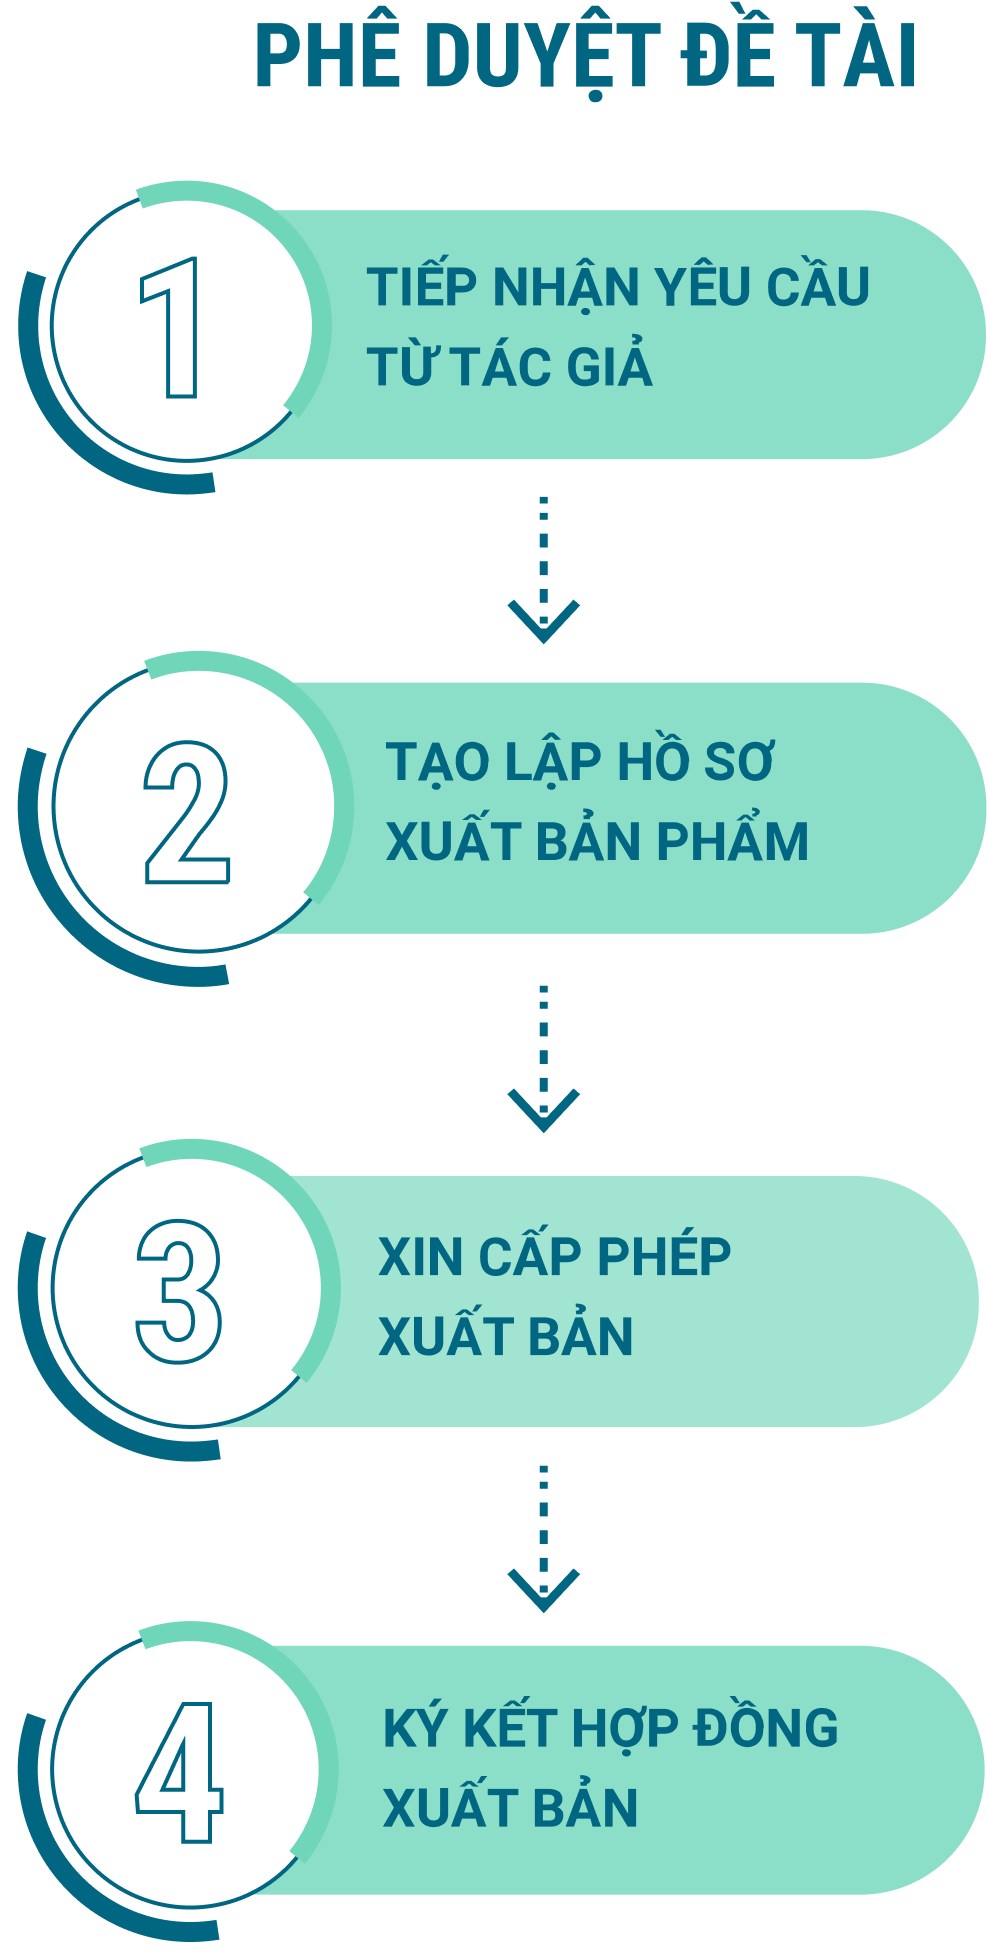 PHÊ DUYỆT ĐỀ TÀI
1
TIẾP NHẬN YÊU CẦU
TỪ TÁC GIẢ
2
TẠO LẬP HỒ SƠ
XUẤT BẢN PHẨM
3
XIN CẤP PHÉP
XUẤT BẢN
4
KÝ KẾT HỢP ĐỒNG
XUẤT BẢN